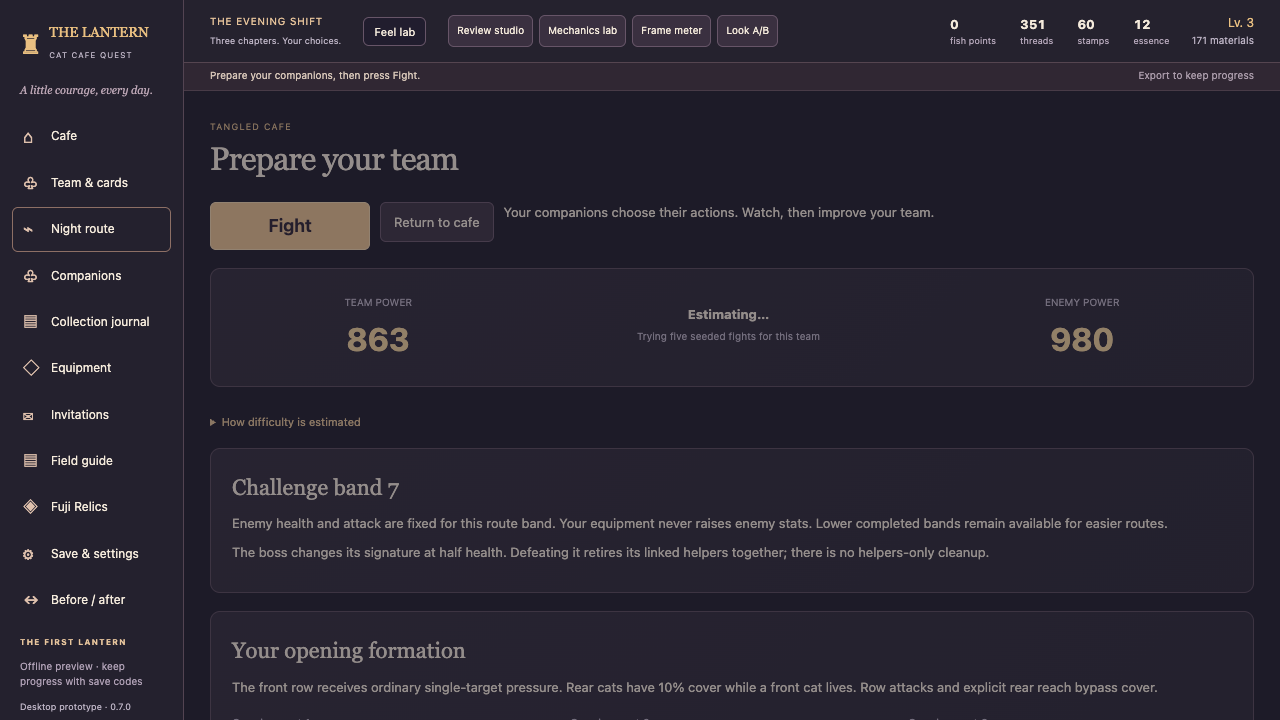 THE LANTERN
CAT CAFE QUEST
A little courage, every day.
Cafe
Team & cards
Night route
Companions
Collection journal
Equipment
Invitations
Field guide
Fuji Relics
Save & settings
Before / after
THE FIRST LANTERN
Offline preview · keep
progress with save codes
Desktop prototype · 0.7.0
THE EVENING SHIFT
Three chapters. Your choices.
Feel lab
Review studio
Mechanics lab
Frame meter
Look A/B
0
fish points
351
threads
60
stamps
12
essence
Lv. 3
171 materials
Prepare your companions, then press Fight.
Export to keep progress
TANGLED CAFE
Prepare your team
Fight
Return to cafe
Your companions choose their actions. Watch, then improve your team.
TEAM POWER
863
Estimating...
Trying five seeded fights for this team
ENEMY POWER
980
How difficulty is estimated
Challenge band 7
Enemy health and attack are fixed for this route band. Your equipment never raises enemy stats. Lower completed bands remain available for easier routes.
The boss changes its signature at half health. Defeating it retires its linked helpers together; there is no helpers-only cleanup.
Your opening formation
The front row receives ordinary single-target pressure. Rear cats have 10% cover while a front cat lives. Row attacks and explicit rear reach bypass cover.